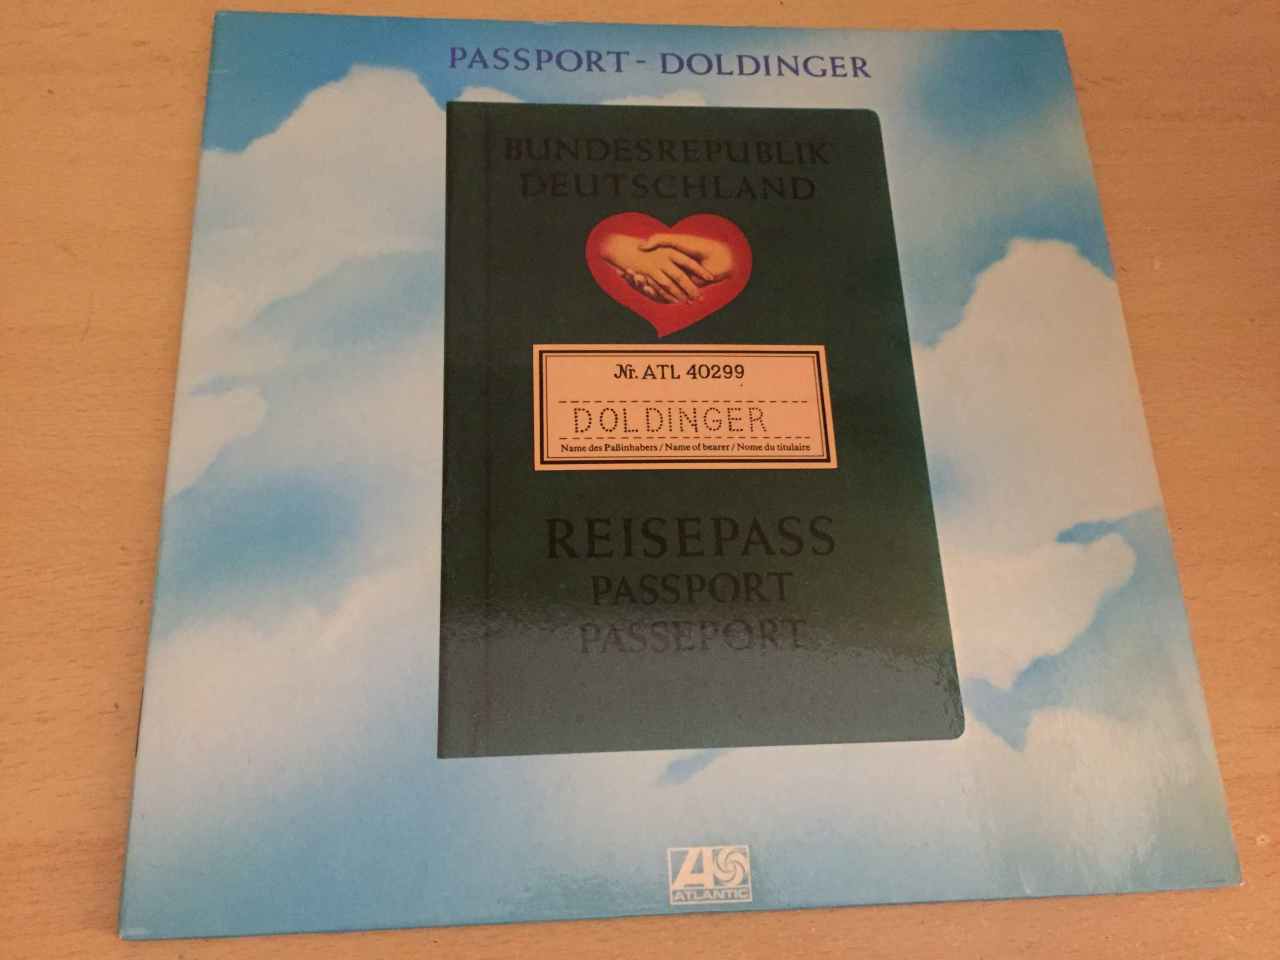 PASSPORT - DOLDINGER
BUNDESREPUBLIK
DEUTSCHLAND
Nr. ATL 40299
DOLDINGER
Name des Paßinhabers / Name of bearer / Nome du titulaire
REISEPASS
PASSPORT
PASSEPORT
ATLANTIC